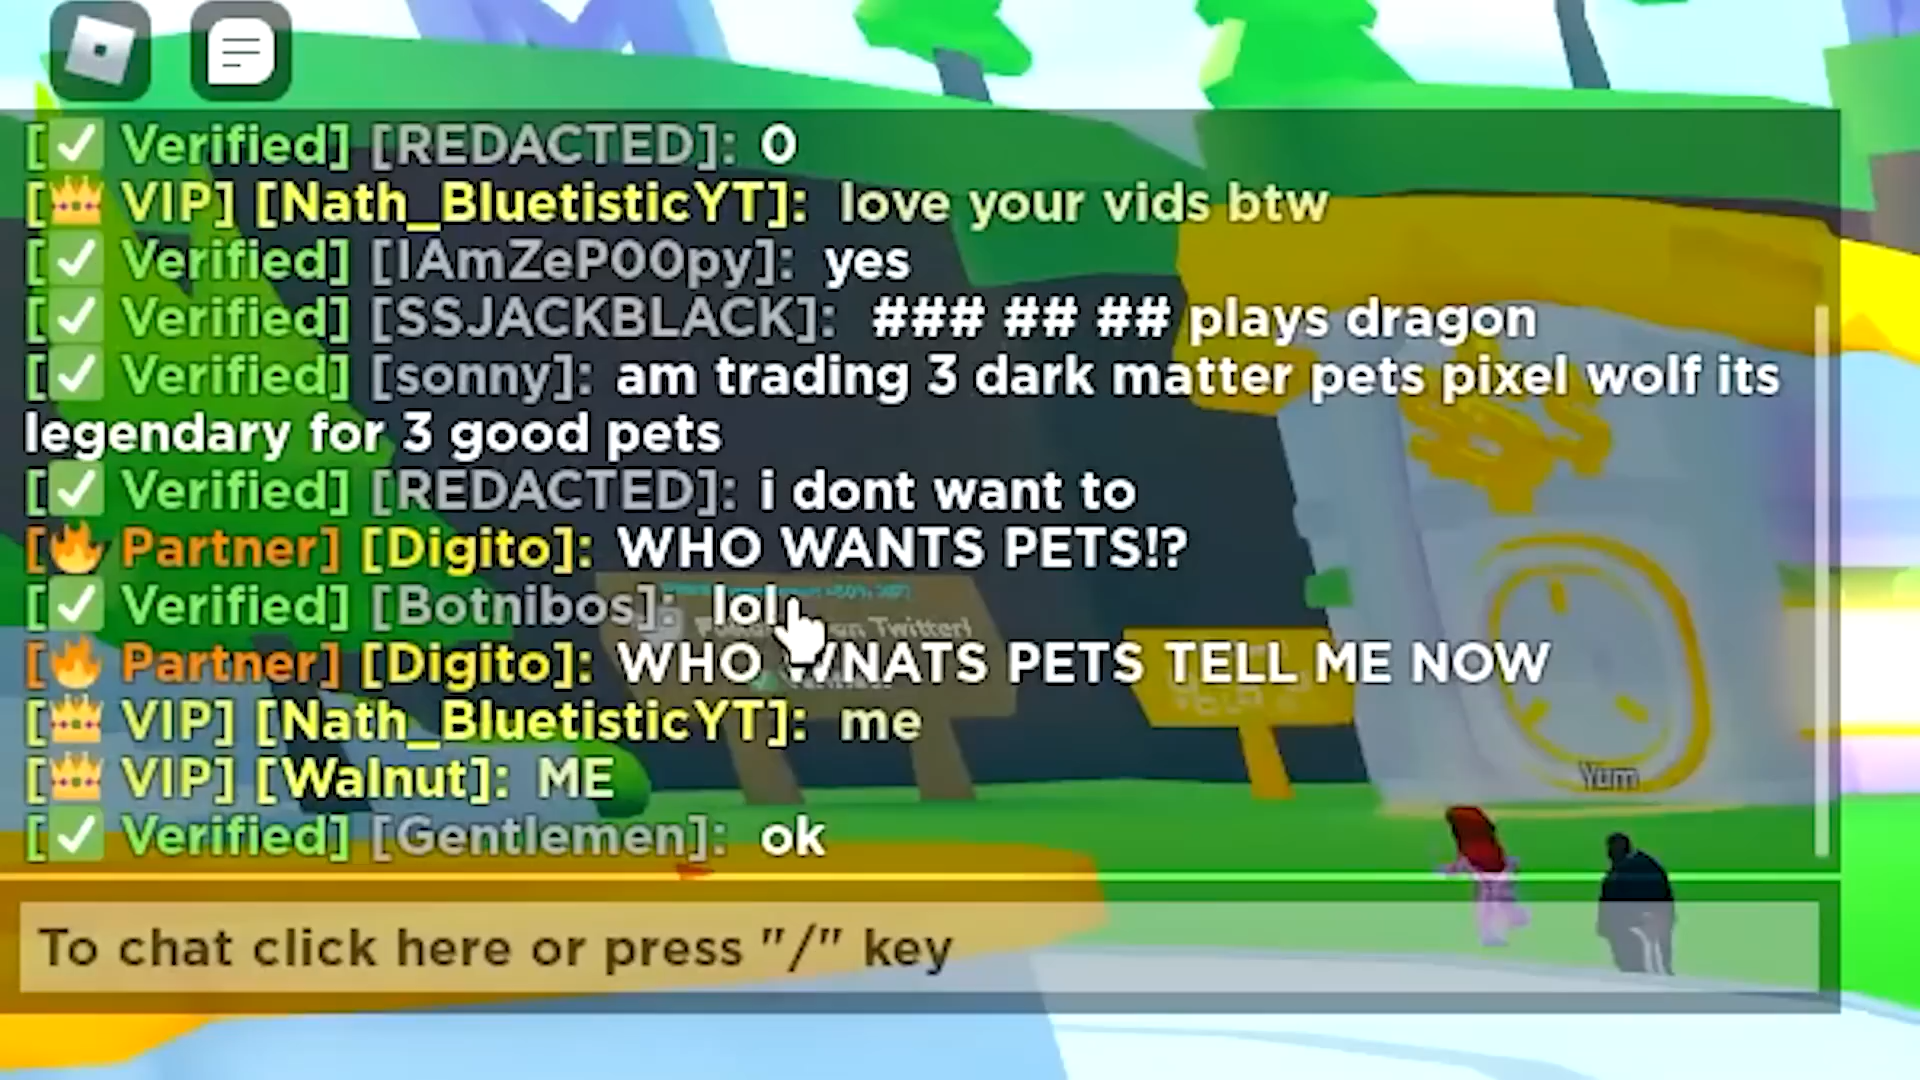 [✓ Verified] [REDACTED]: 0
[👑 VIP] [Nath_BluetisticYT]: love your vids btw
[✓ Verified] [IAmZeP00py]: yes
[✓ Verified] [SSJACKBLACK]: ### ## ## plays dragon
[✓ Verified] [sonny]: am trading 3 dark matter pets pixel wolf its
legendary for 3 good pets
[✓ Verified] [REDACTED]: i dont want to
[🔥 Partner] [Digito]: WHO WANTS PETS!?
[✓ Verified] [Botnibos]: lol
on Twitter!
[🔥 Partner] [Digito]: WHO WNATS PETS TELL ME NOW
[👑 VIP] [Nath_BluetisticYT]: me
[👑 VIP] [Walnut]: ME
Yum
[✓ Verified] [Gentlemen]: ok
To chat click here or press "/" key